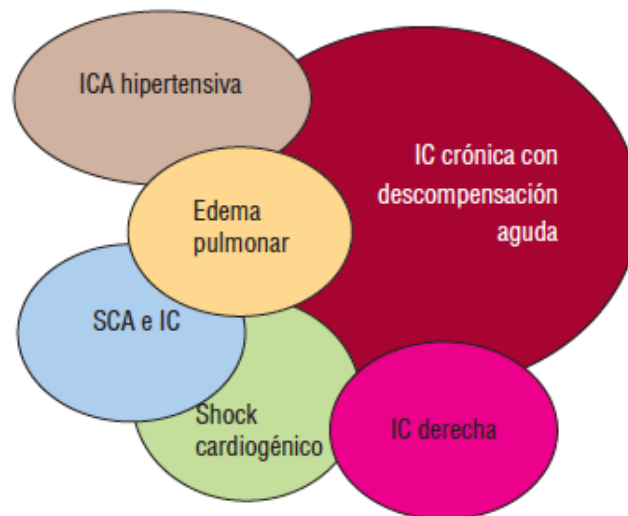 ICA hipertensiva
IC crónica con
descompensación
aguda
Edema
pulmonar
SCA e IC
Shock
cardiogénico
IC derecha